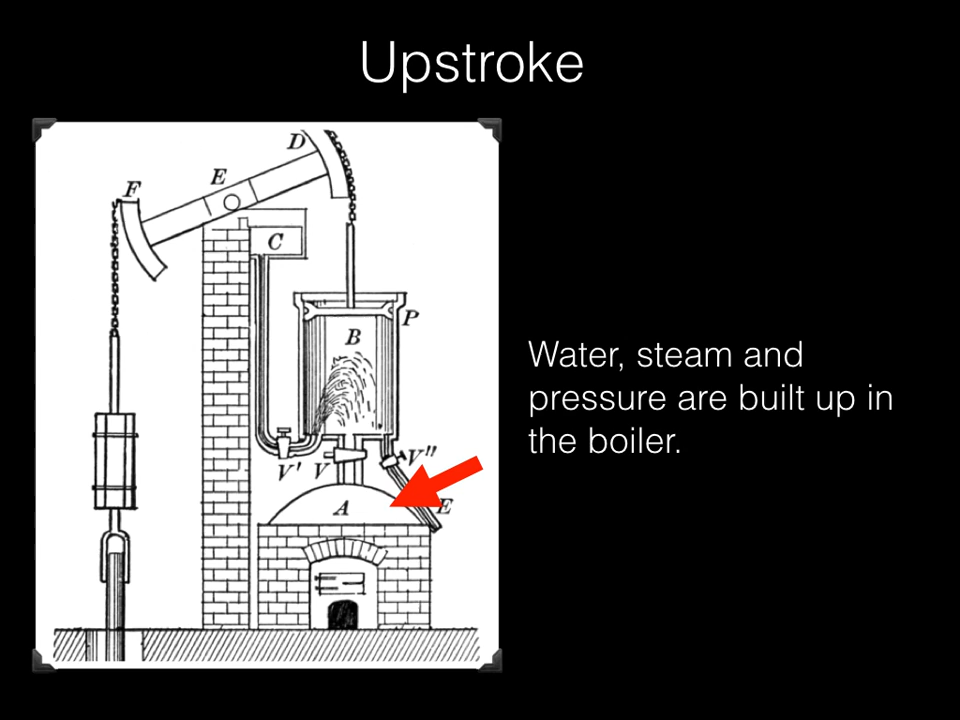 Upstroke
D
E
F
C
P
B
V'
V
V"
A
E
Water, steam and
pressure are built up in
the boiler.